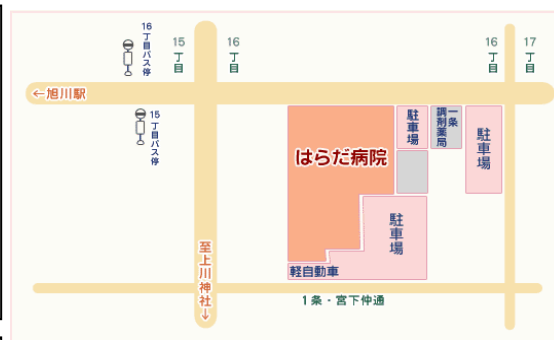 16丁目バス停
15丁目
16丁目
16丁目
17丁目
←旭川駅
15丁目バス停
駐車場
一条調剤薬局
駐車場
はらだ病院
駐車場
至上川神社↓
軽自動車
1条・宮下仲通